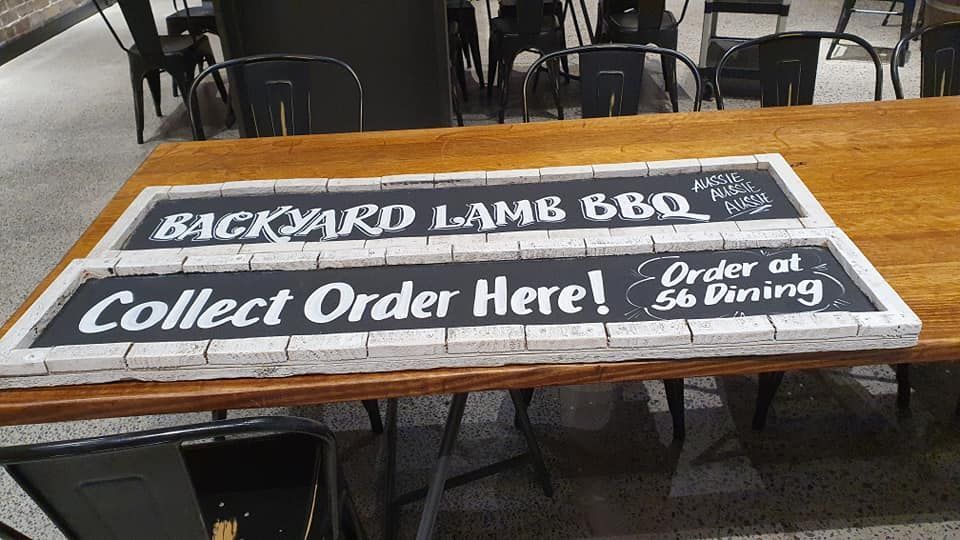 BACKYARD LAMB BBQ
AUSSIE
AUSSIE
AUSSIE
Collect Order Here!
Order at
56 Dining